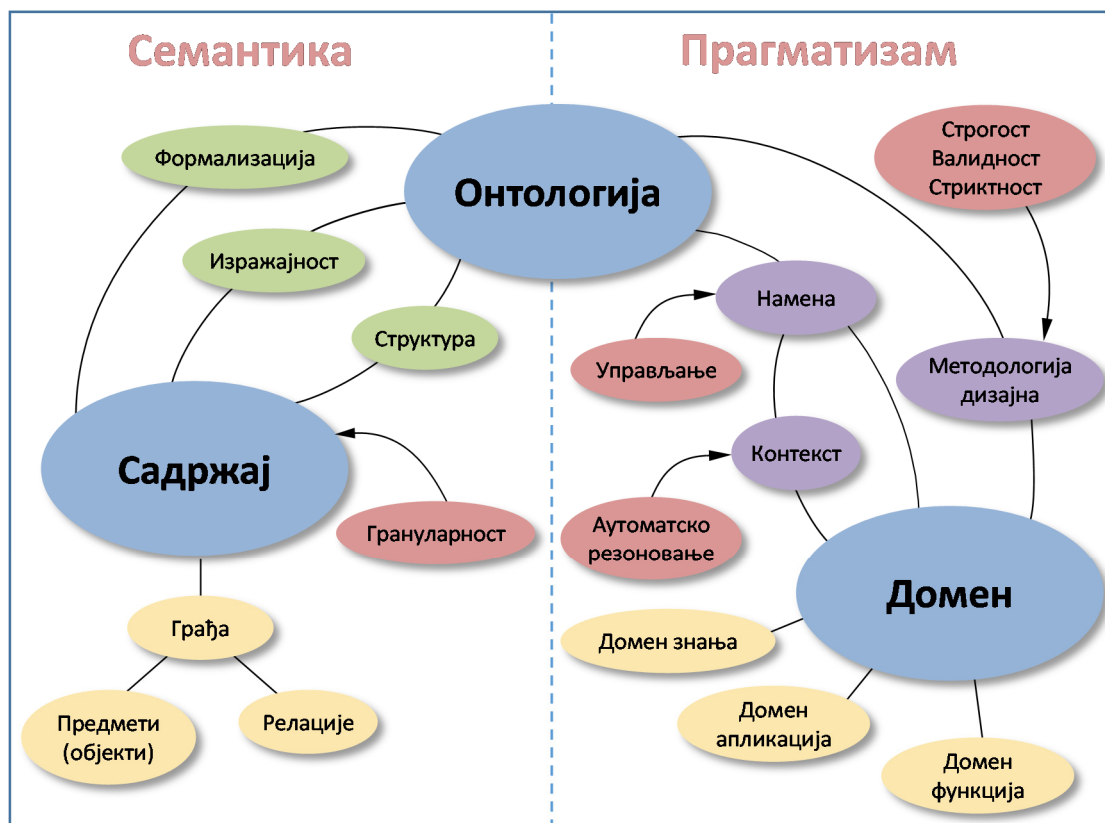 Семантика
Прагматизам
Формализација
Изражајност
Структура
Онтологија
Строгост
Валидност
Стриктност
Намена
Управљање
Методологија
дизајна
Контекст
Аутоматско
резоновање
Садржај
Грануларност
Домен
Грађа
Предмети
(објекти)
Релације
Домен знања
Домен
апликација
Домен
функција